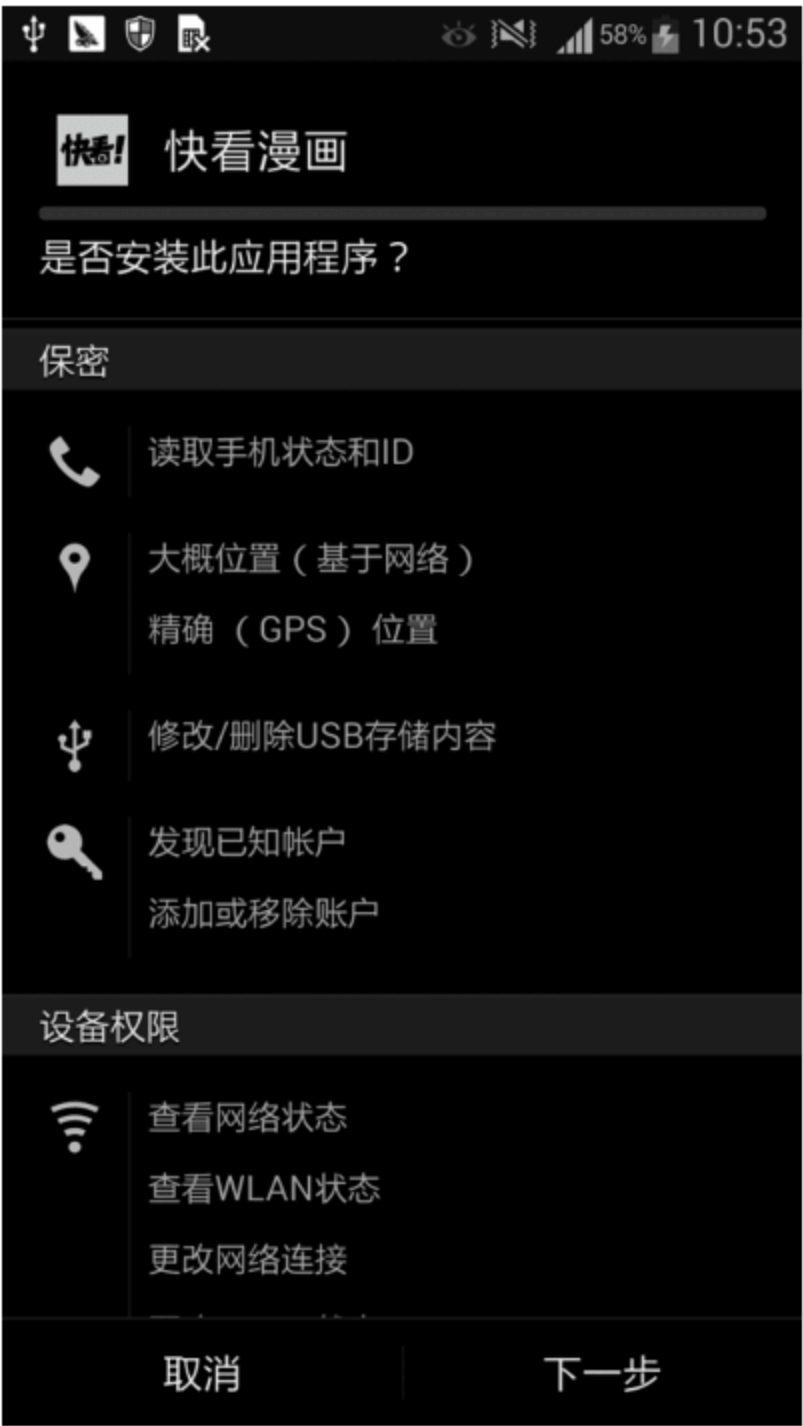 58% 10:53
快看! 快看漫画
是否安装此应用程序？
保密
读取手机状态和ID
大概位置（基于网络）
精确 （GPS） 位置
修改/删除USB存储内容
发现已知帐户
添加或移除账户
设备权限
查看网络状态
查看WLAN状态
更改网络连接
取消 下一步